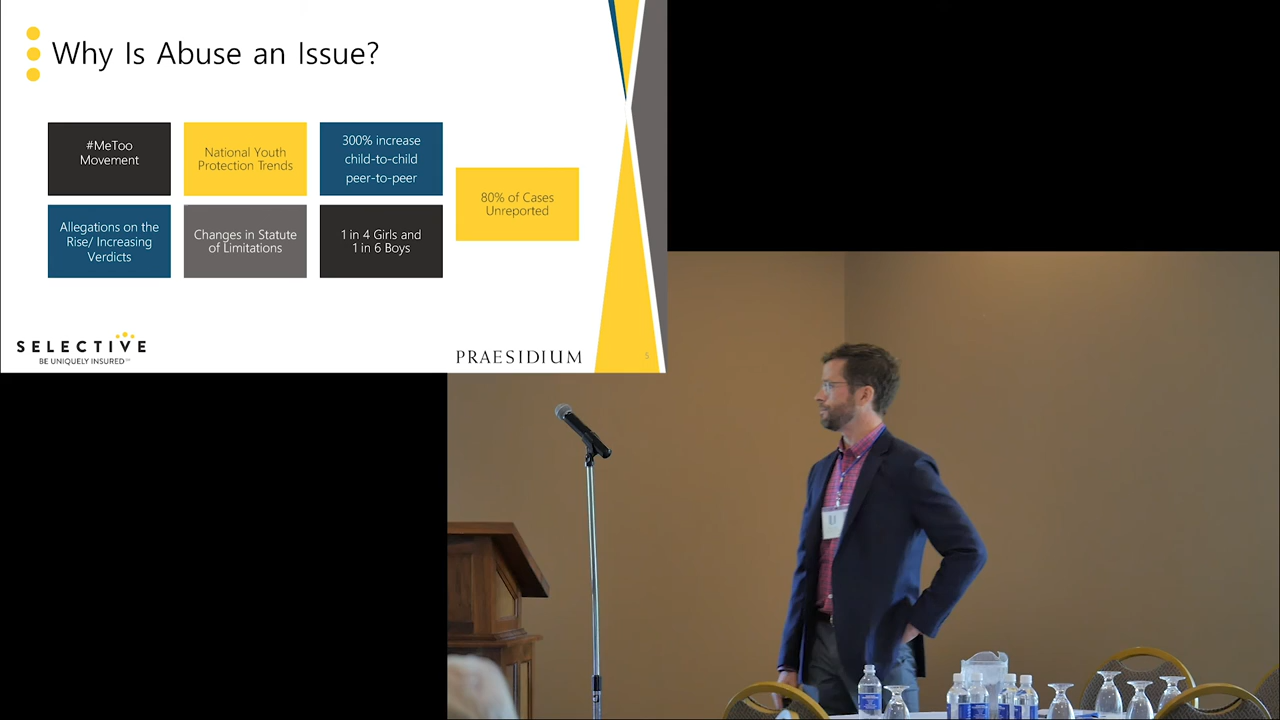 Why Is Abuse an Issue?
#MeToo
Movement
National Youth
Protection Trends
300% increase
child-to-child
peer-to-peer
80% of Cases
Unreported
Allegations on the
Rise/ Increasing
Verdicts
Changes in Statute
of Limitations
1 in 4 Girls and
1 in 6 Boys
SELECTIVE
BE UNIQUELY INSURED
PRAESIDIUM
5